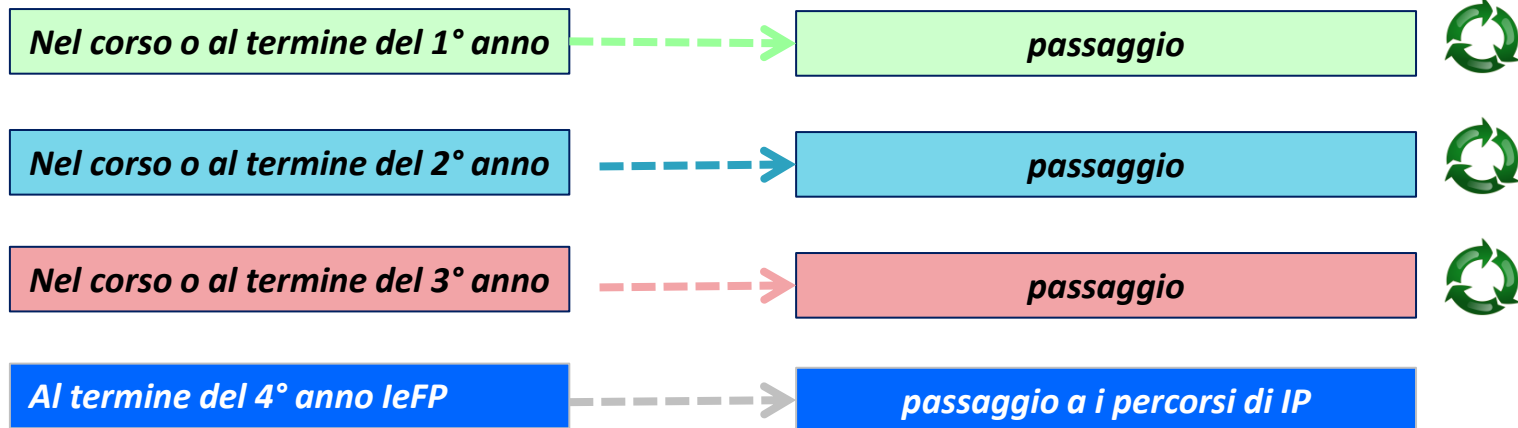 Nel corso o al termine del 1° anno
passaggio
Nel corso o al termine del 2° anno
passaggio
Nel corso o al termine del 3° anno
passaggio
Al termine del 4° anno IeFP
passaggio a i percorsi di IP